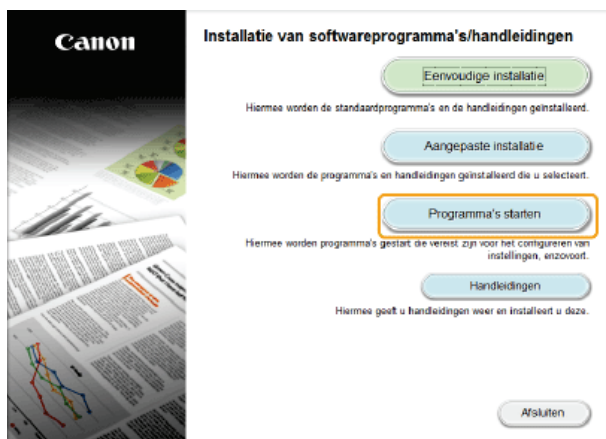 Canon
Installatie van softwareprogramma's/handleidingen
Eenvoudige installatie
Hiermee worden de standaardprogramma's en de handleidingen geïnstalleerd.
Aangepaste installatie
Hiermee worden de programma's en handleidingen geïnstalleerd die u selecteert.
Programma's starten
Hiermee worden programma's gestart die vereist zijn voor het configureren van
instellingen, enzovoort.
Handleidingen
Hiermee geeft u handleidingen weer en installeert u deze.
Afsluiten